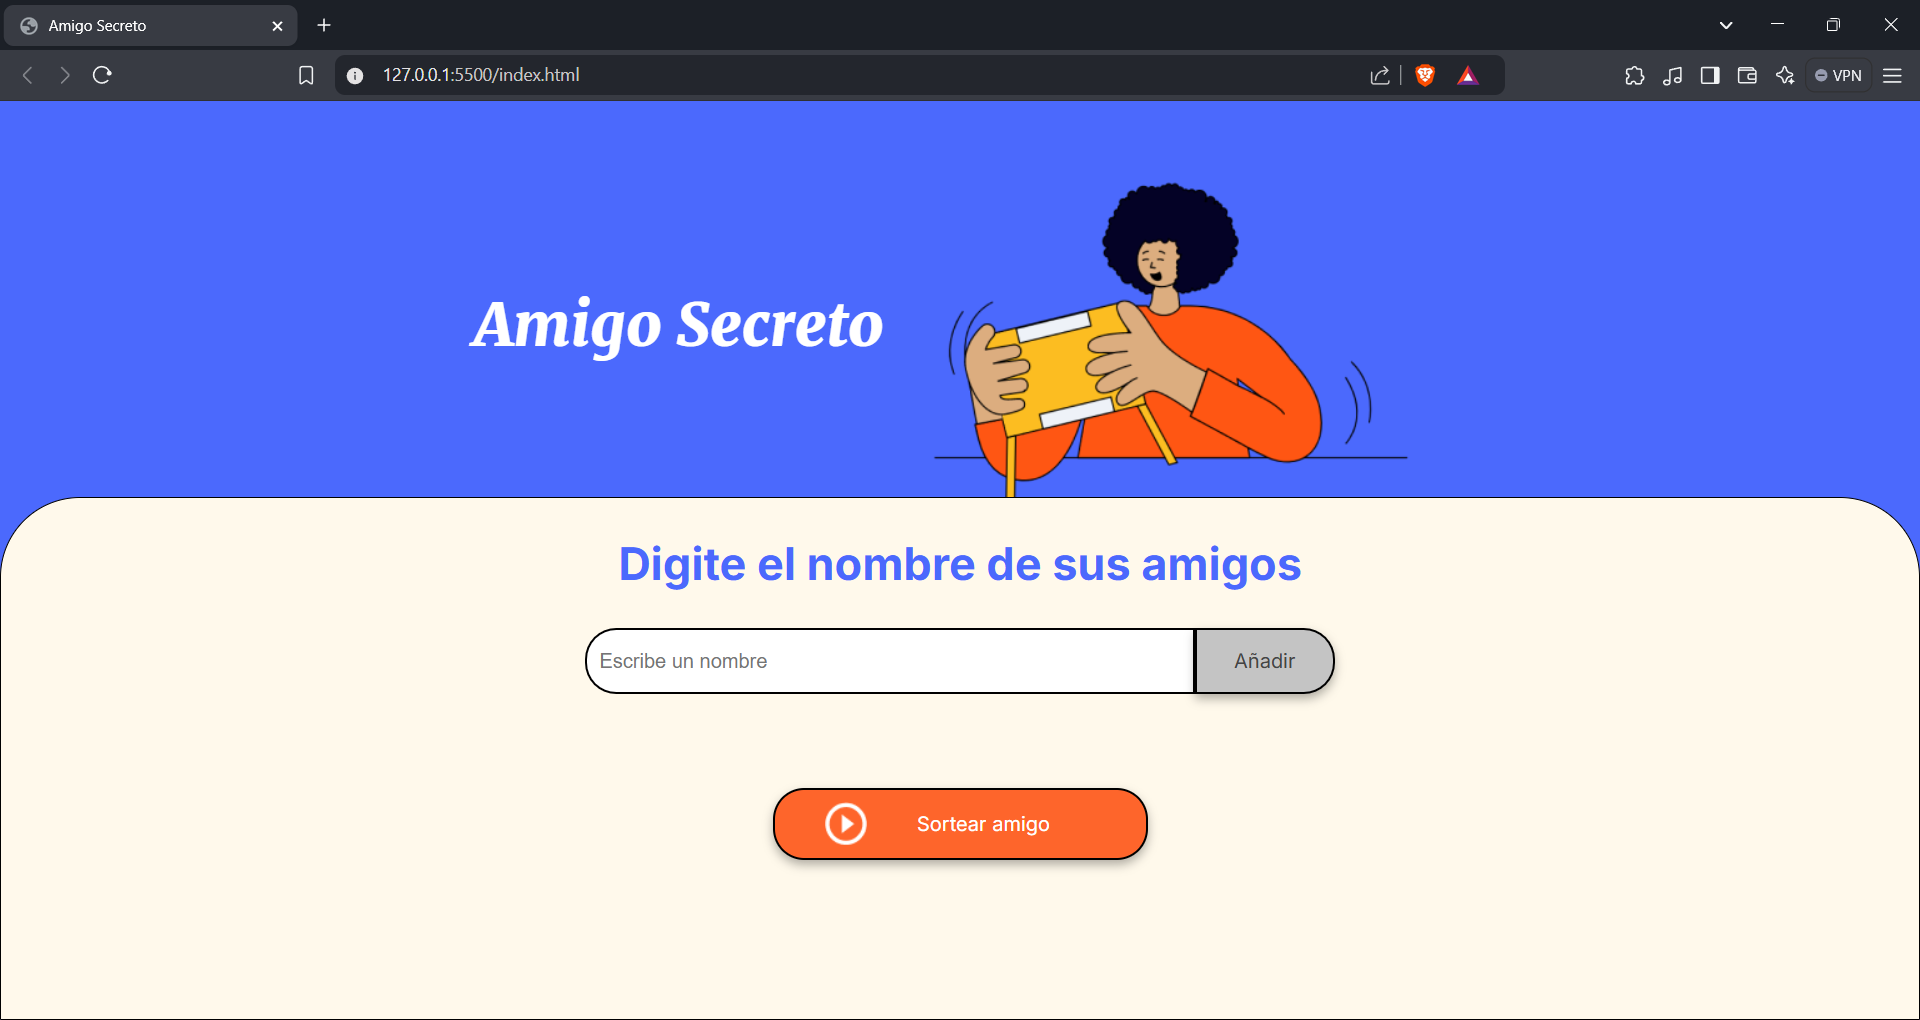 Amigo Secreto
127.0.0.1:5500/index.html
VPN
Amigo Secreto
Digite el nombre de sus amigos
Escribe un nombre
Añadir
Sortear amigo